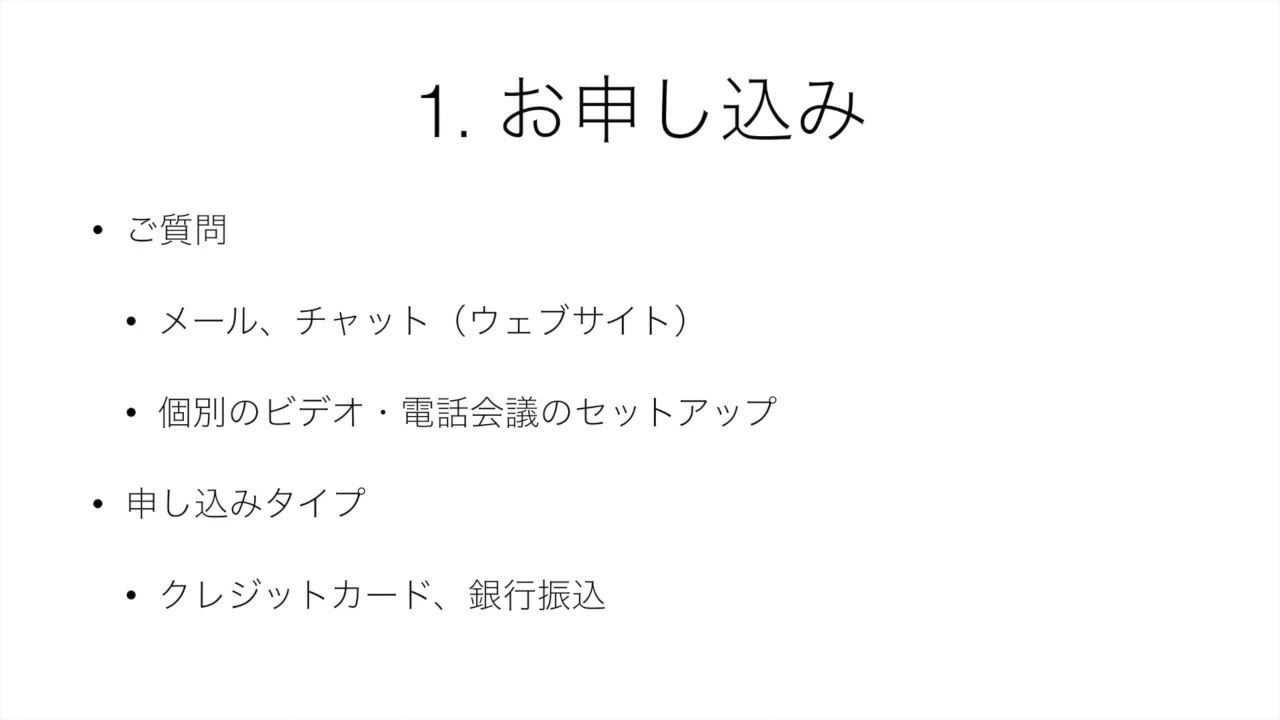 1. お申し込み
• ご質問
• メール、チャット（ウェブサイト）
• 個別のビデオ・電話会議のセットアップ
• 申し込みタイプ
• クレジットカード、銀行振込